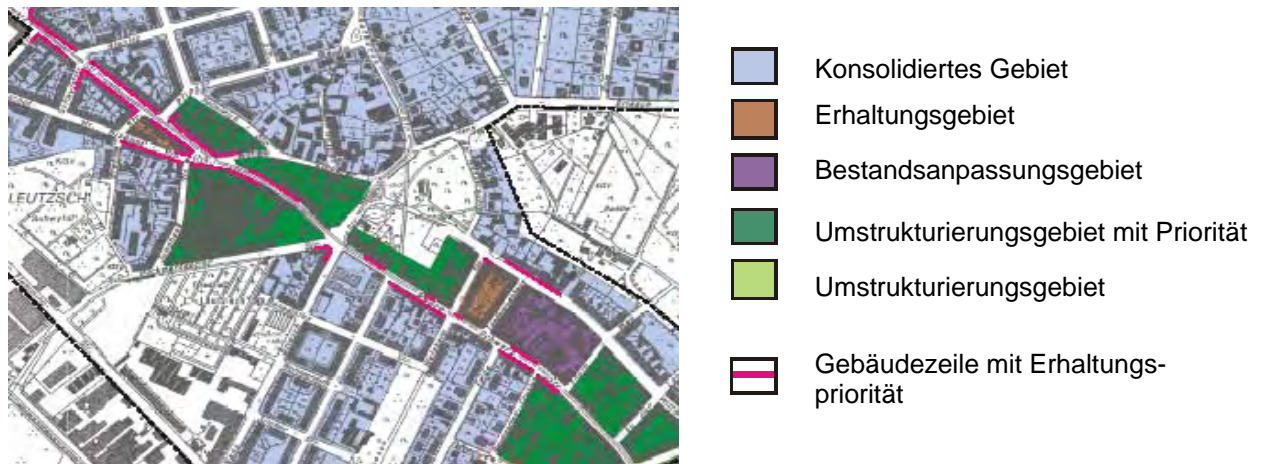 LEUTZSCH
Konsolidiertes Gebiet
Erhaltungsgebiet
Bestandsanpassungsgebiet
Umstrukturierungsgebiet mit Priorität
Umstrukturierungsgebiet
Gebäudezeile mit Erhaltungs-
priorität